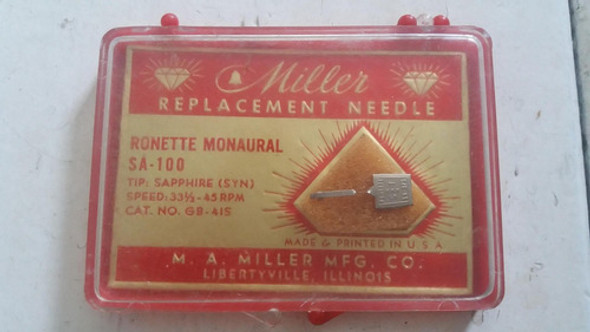 Miller
REPLACEMENT NEEDLE
RONETTE MONAURAL
SA-100
TIP: SAPPHIRE (SYN)
SPEED: 33⅓ - 45 RPM
CAT. NO. GB-41S
MADE & PRINTED IN U.S.A
M. A. MILLER MFG. CO.
LIBERTYVILLE, ILLINOIS